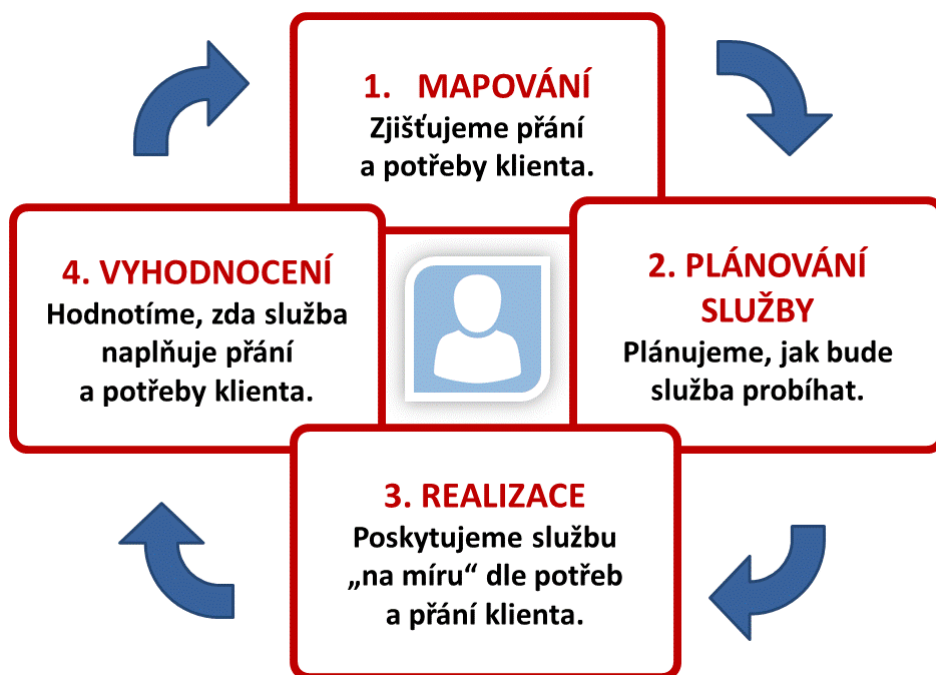 1. MAPOVÁNÍ
Zjišťujeme přání
a potřeby klienta.
2. PLÁNOVÁNÍ
SLUŽBY
Plánujeme, jak bude
služba probíhat.
3. REALIZACE
Poskytujeme službu
„na míru“ dle potřeb
a přání klienta.
4. VYHODNOCENÍ
Hodnotíme, zda služba
naplňuje přání
a potřeby klienta.